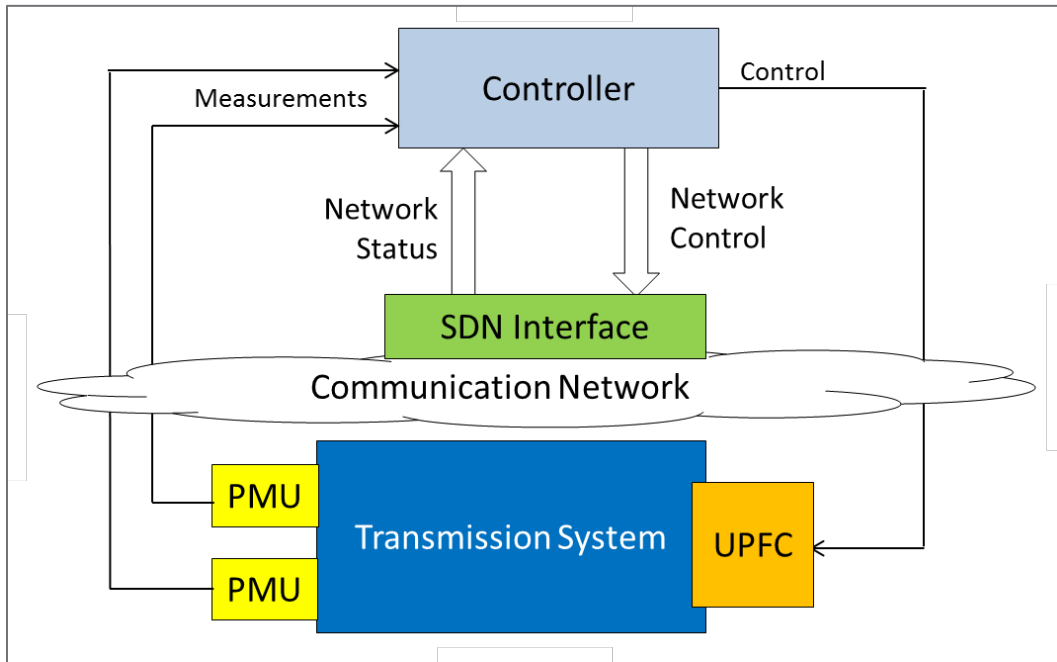 Controller
Control
Measurements
Network
Status
Network
Control
SDN Interface
Communication Network
PMU
Transmission System
UPFC
PMU